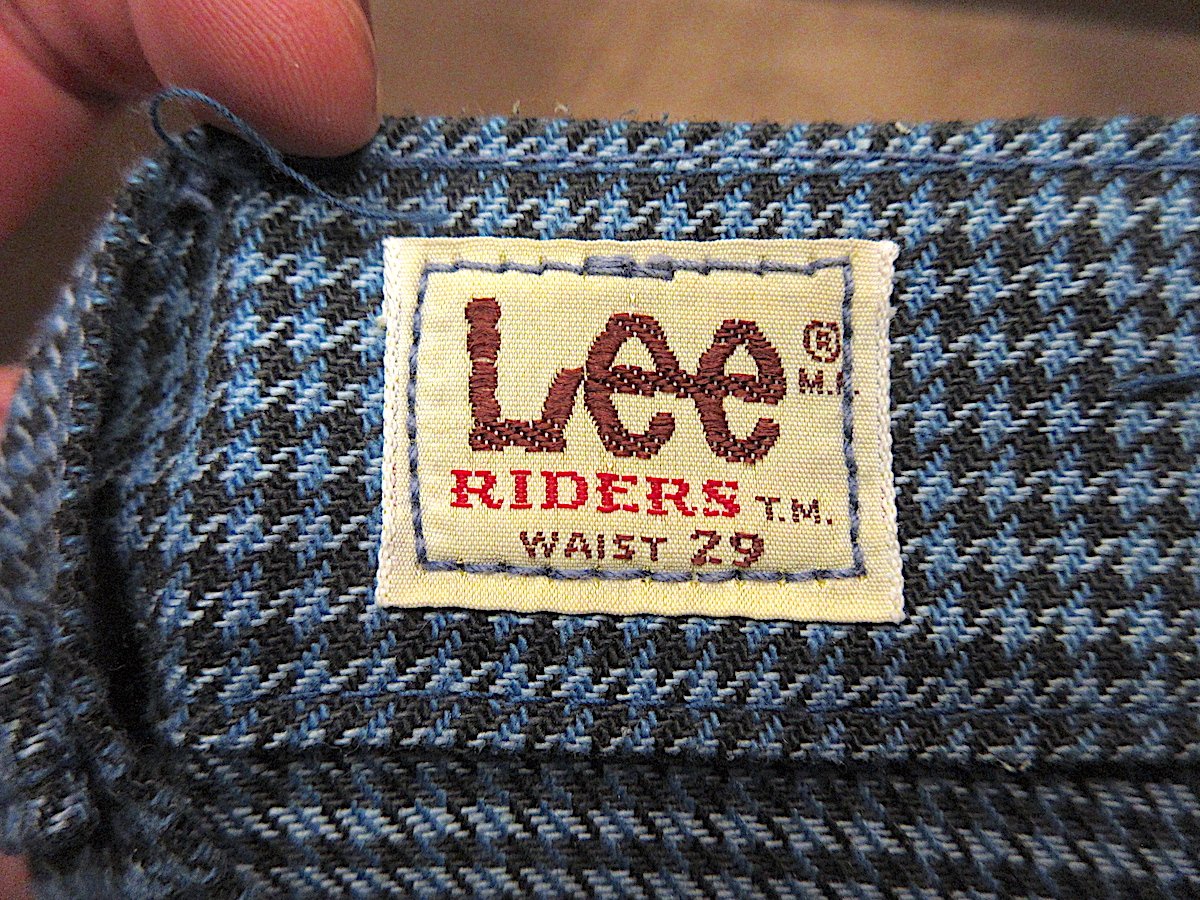 Lee ®
M.R.
RIDERS T.M.
WAIST 29